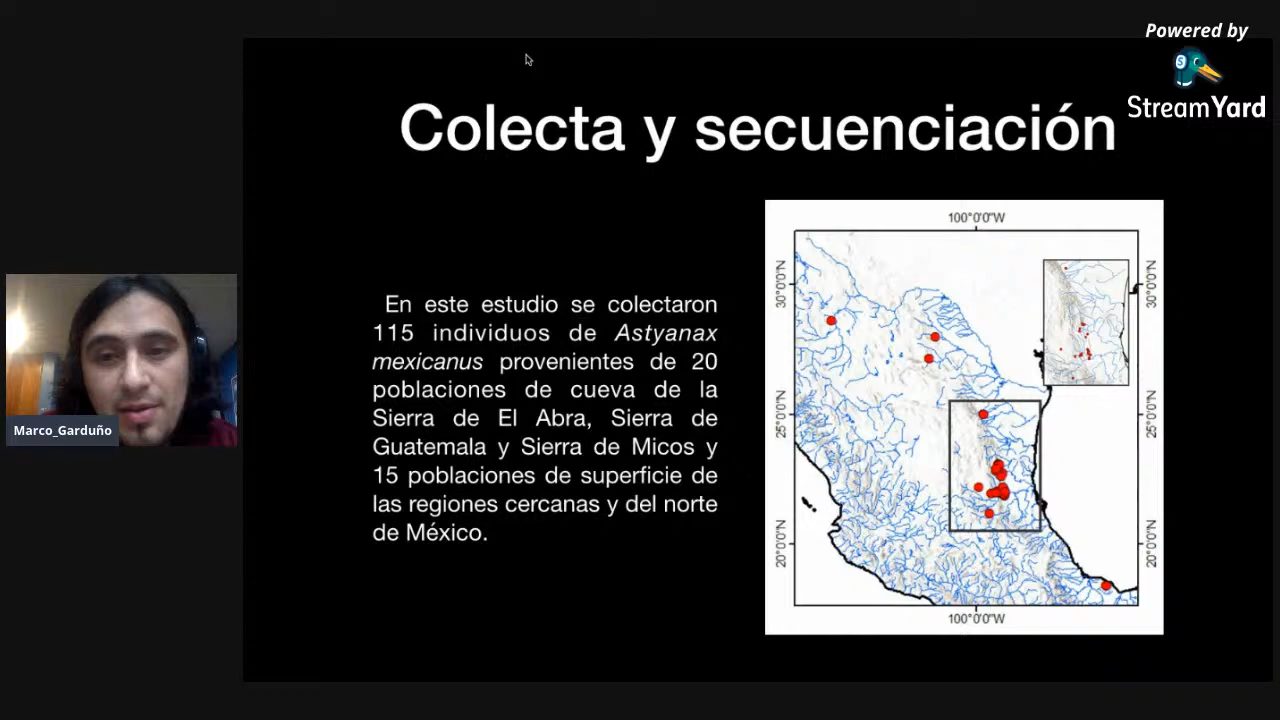 Powered by
StreamYard
Colecta y secuenciación
En este estudio se colectaron
115 individuos de Astyanax
mexicanus provenientes de 20
poblaciones de cueva de la
Sierra de El Abra, Sierra de
Guatemala y Sierra de Micos y
15 poblaciones de superficie de
las regiones cercanas y del norte
de México.
100°0'0"W
30°0'0"N
30°0'0"N
25°0'0"N
25°0'0"N
20°0'0"N
20°0'0"N
100°0'0"W
Marco_Garduño